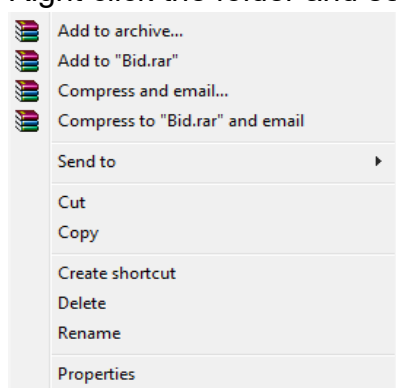 Add to archive...
Add to "Bid.rar"
Compress and email...
Compress to "Bid.rar" and email
Send to
Cut
Copy
Create shortcut
Delete
Rename
Properties